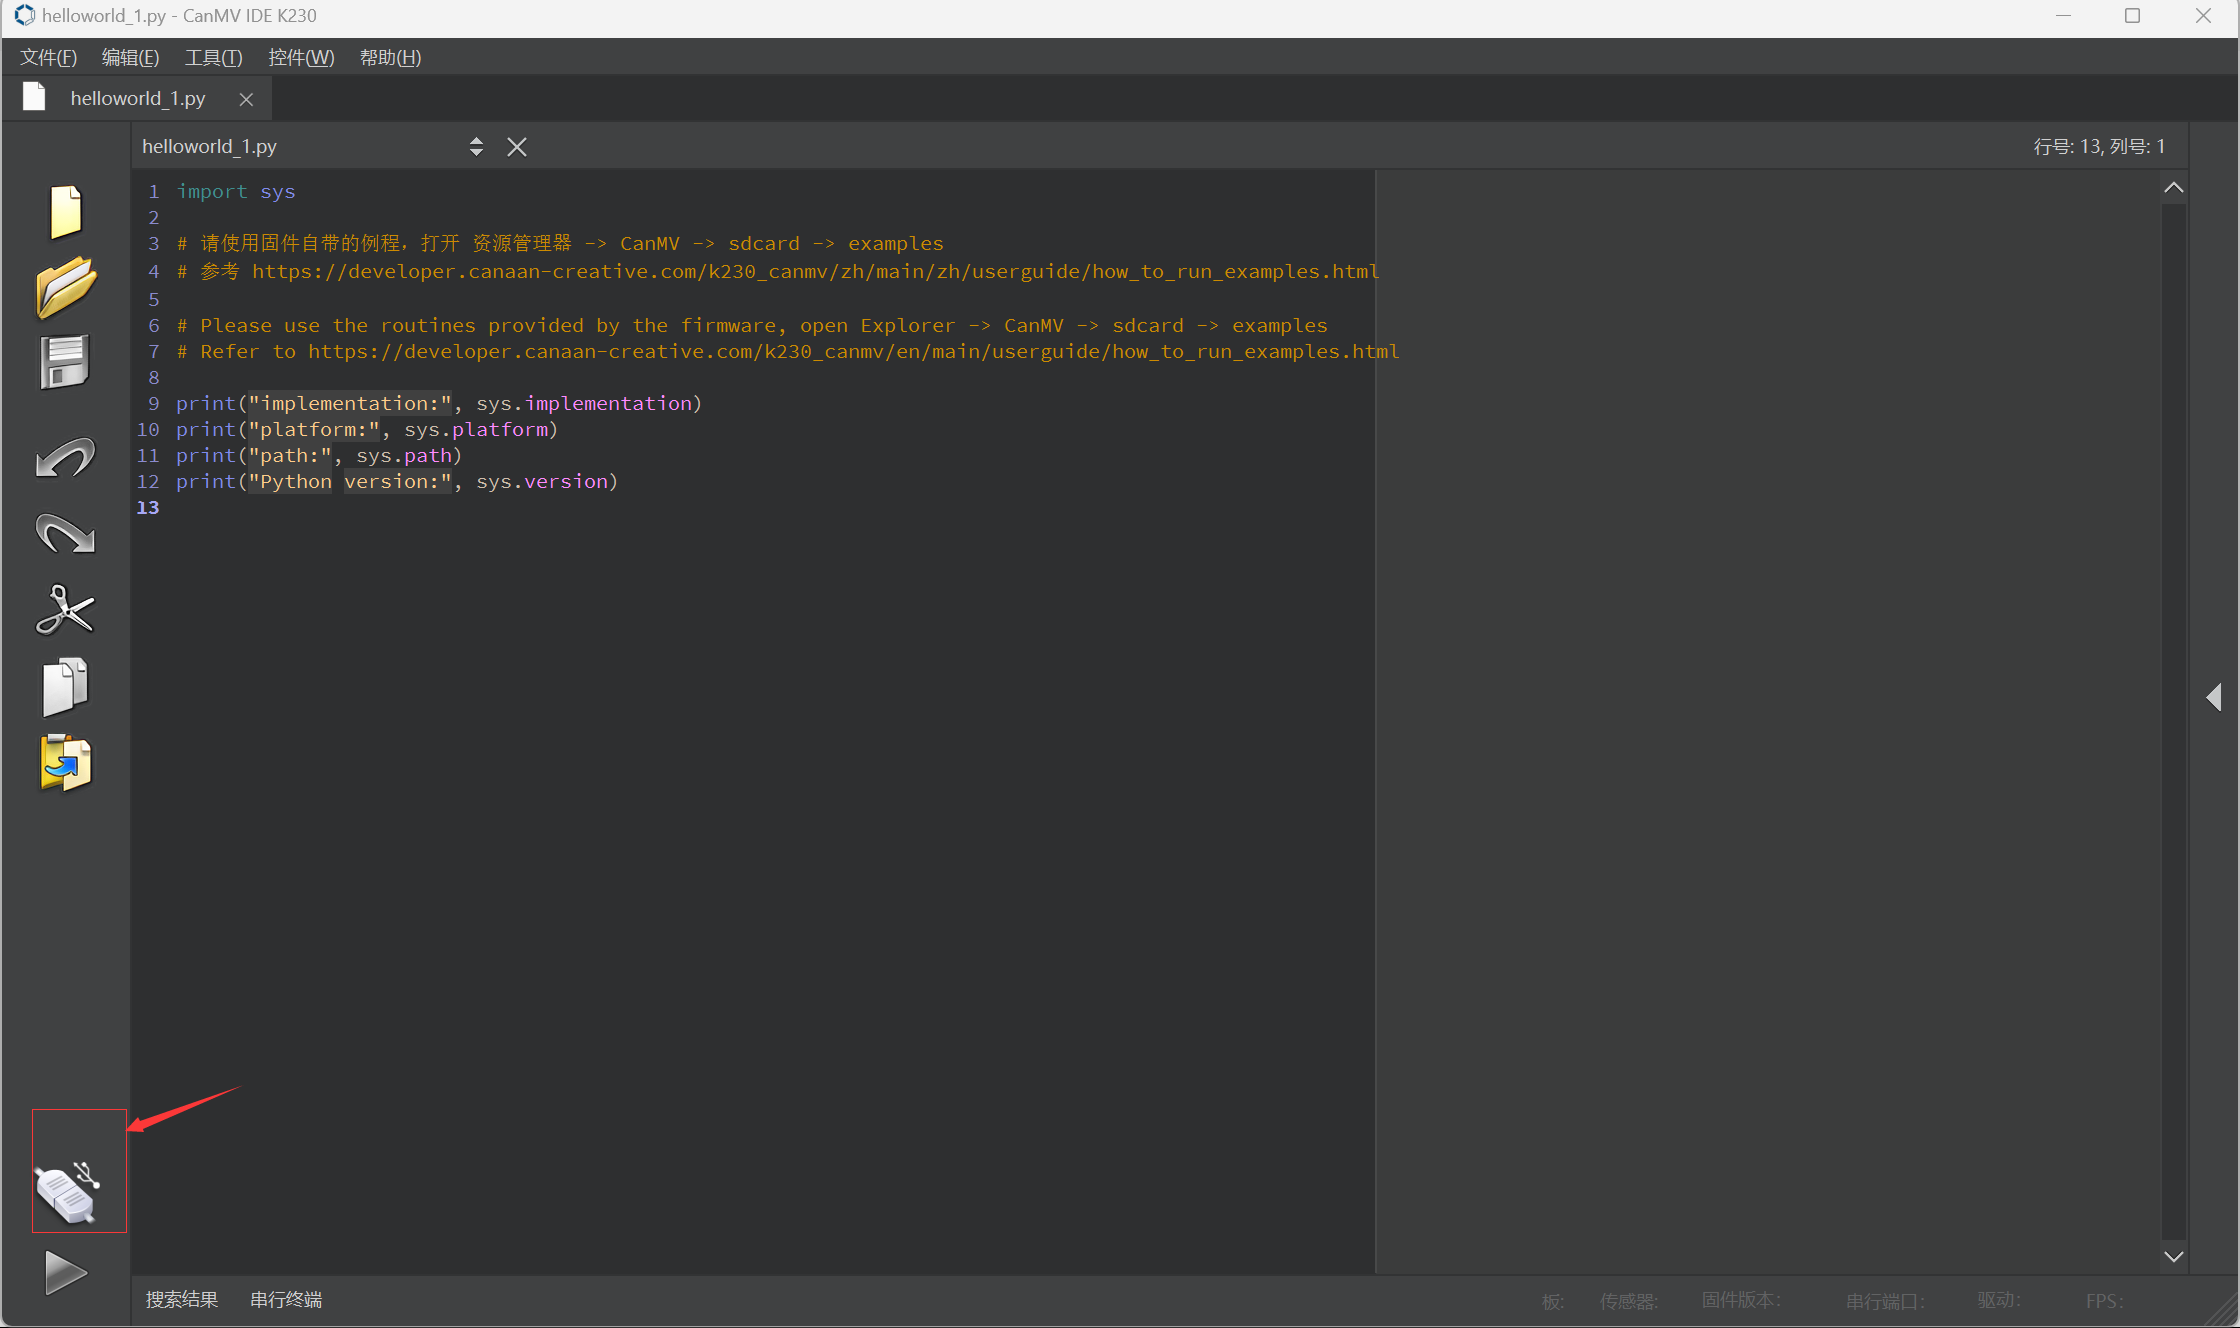 helloworld_1.py - CanMV IDE K230
文件(F) 编辑(E) 工具(T) 控件(W) 帮助(H)
helloworld_1.py
helloworld_1.py
行号: 13, 列号: 1
1 import sys
2
3 # 请使用固件自带的例程，打开 资源管理器 -> CanMV -> sdcard -> examples
4 # 参考 https://developer.canaan-creative.com/k230_canmv/zh/main/zh/userguide/how_to_run_examples.html
5
6 # Please use the routines provided by the firmware, open Explorer -> CanMV -> sdcard -> examples
7 # Refer to https://developer.canaan-creative.com/k230_canmv/en/main/userguide/how_to_run_examples.html
8
9 print("implementation:", sys.implementation)
10 print("platform:", sys.platform)
11 print("path:", sys.path)
12 print("Python version:", sys.version)
13
搜索结果 串行终端 板: 传感器: 固件版本: 串行端口: 驱动: FPS: